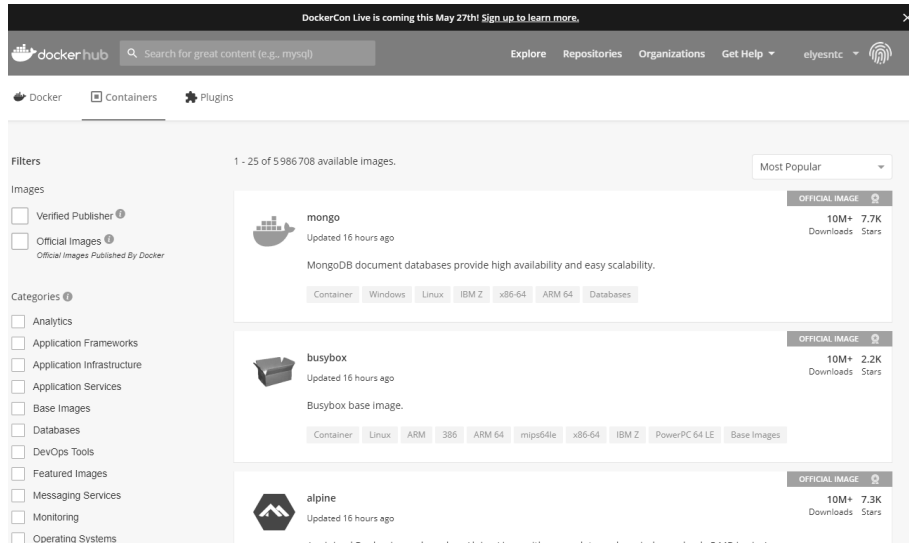 DockerCon Live is coming this May 27th! Sign up to learn more.
dockerhub
Search for great content (e.g., mysql)
Explore Repositories Organizations Get Help elyesntc
Docker Containers Plugins
Filters
1 - 25 of 5 986 708 available images.
Most Popular
Images
Verified Publisher
Official Images
Official Images Published By Docker
Categories
Analytics
Application Frameworks
Application Infrastructure
Application Services
Base Images
Databases
DevOps Tools
Featured Images
Messaging Services
Monitoring
Operating Systems
OFFICIAL IMAGE
mongo
10M+ 7.7K
Updated 16 hours ago
Downloads Stars
MongoDB document databases provide high availability and easy scalability.
Container Windows Linux IBM Z x86-64 ARM 64 Databases
OFFICIAL IMAGE
busybox
10M+ 2.2K
Updated 16 hours ago
Downloads Stars
Busybox base image.
Container Linux ARM 386 ARM 64 mips64le x86-64 IBM Z PowerPC 64 LE Base Images
OFFICIAL IMAGE
alpine
10M+ 7.3K
Updated 16 hours ago
Downloads Stars